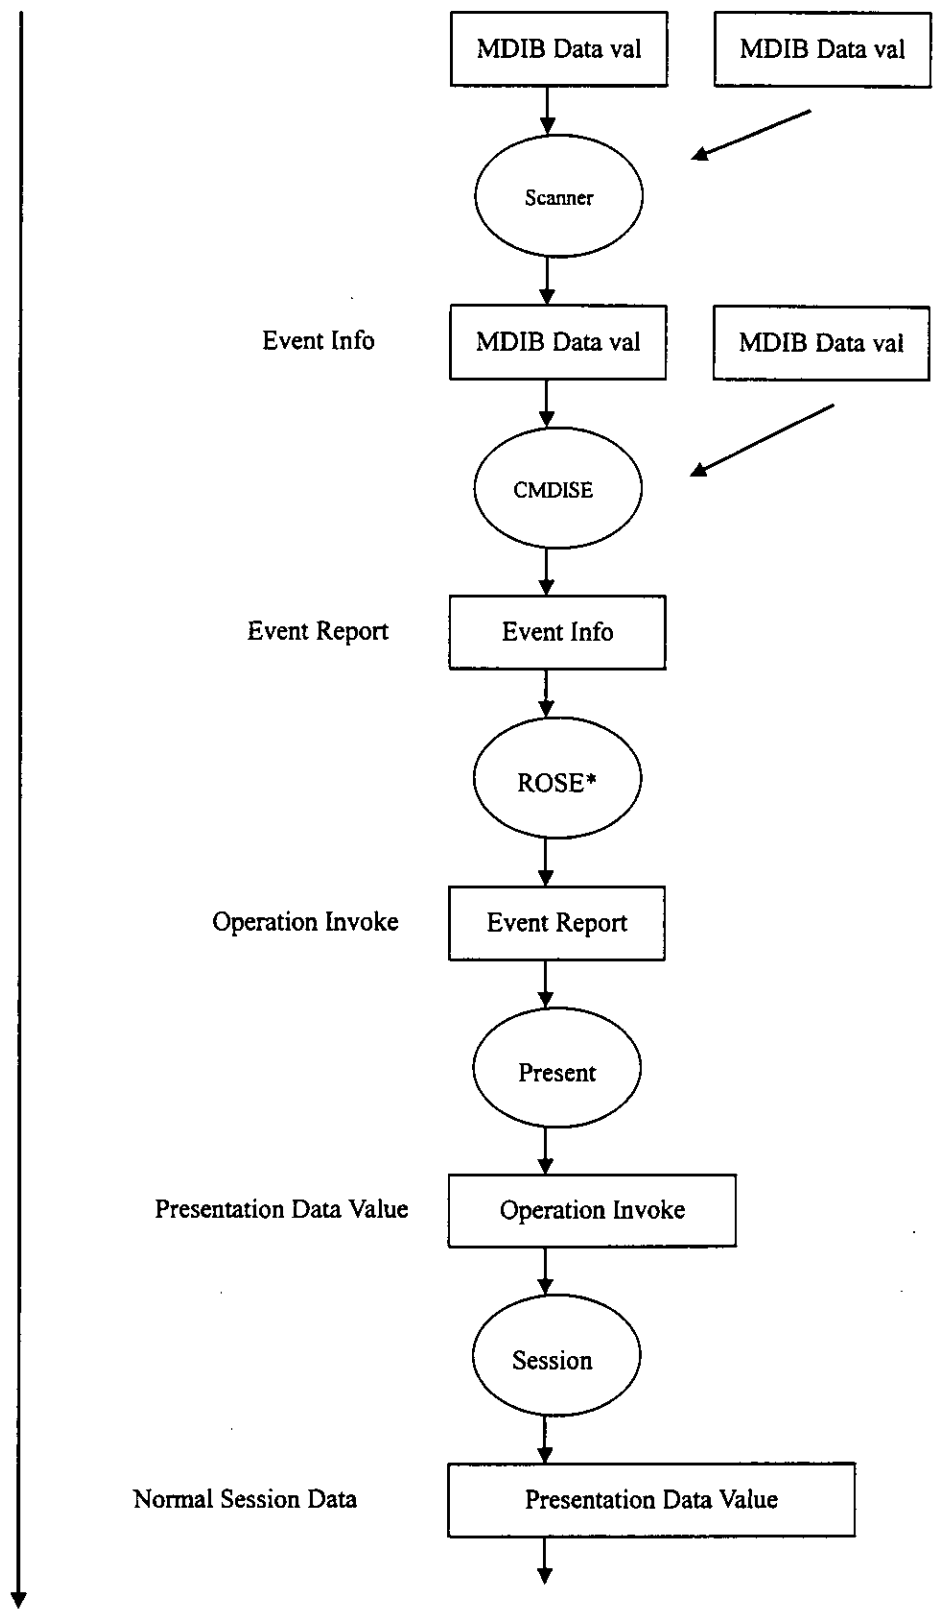 MDIB Data val
MDIB Data val
Scanner
Event Info
MDIB Data val
MDIB Data val
CMDISE
Event Report
Event Info
ROSE*
Operation Invoke
Event Report
Present
Presentation Data Value
Operation Invoke
Session
Normal Session Data
Presentation Data Value